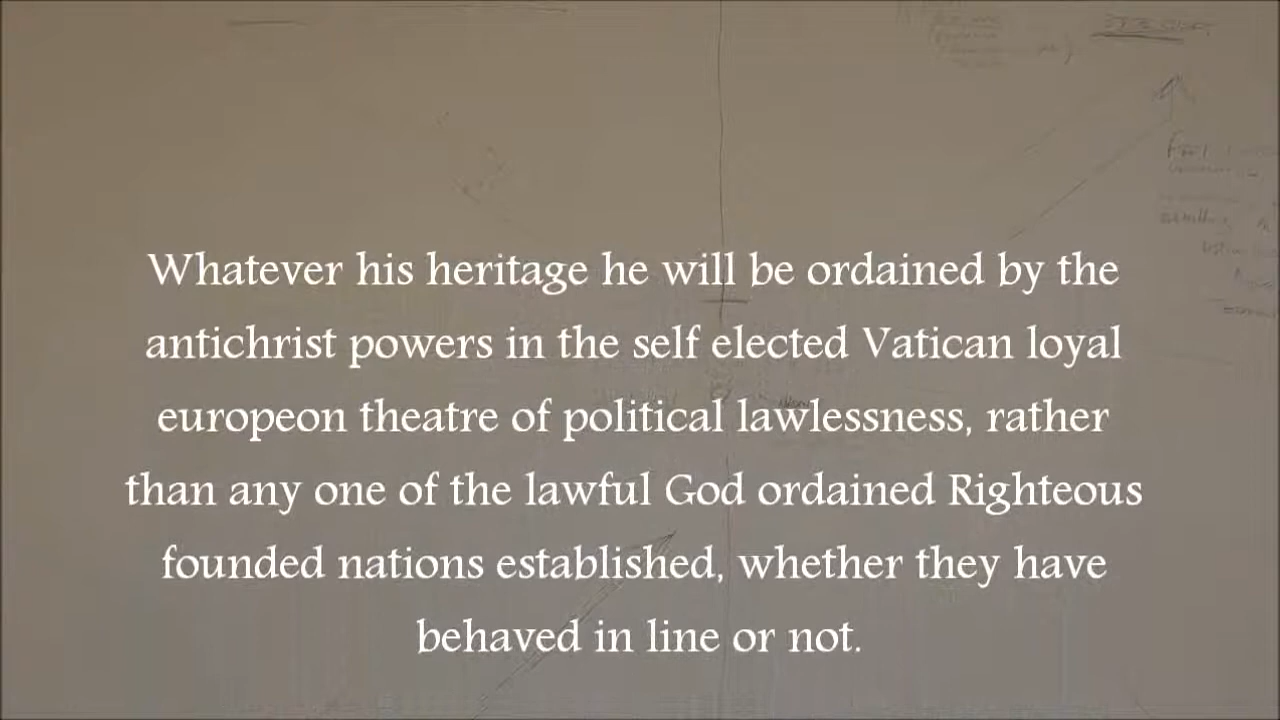 Whatever his heritage he will be ordained by the
antichrist powers in the self elected Vatican loyal
europeon theatre of political lawlessness, rather
than any one of the lawful God ordained Righteous
founded nations established, whether they have
behaved in line or not.